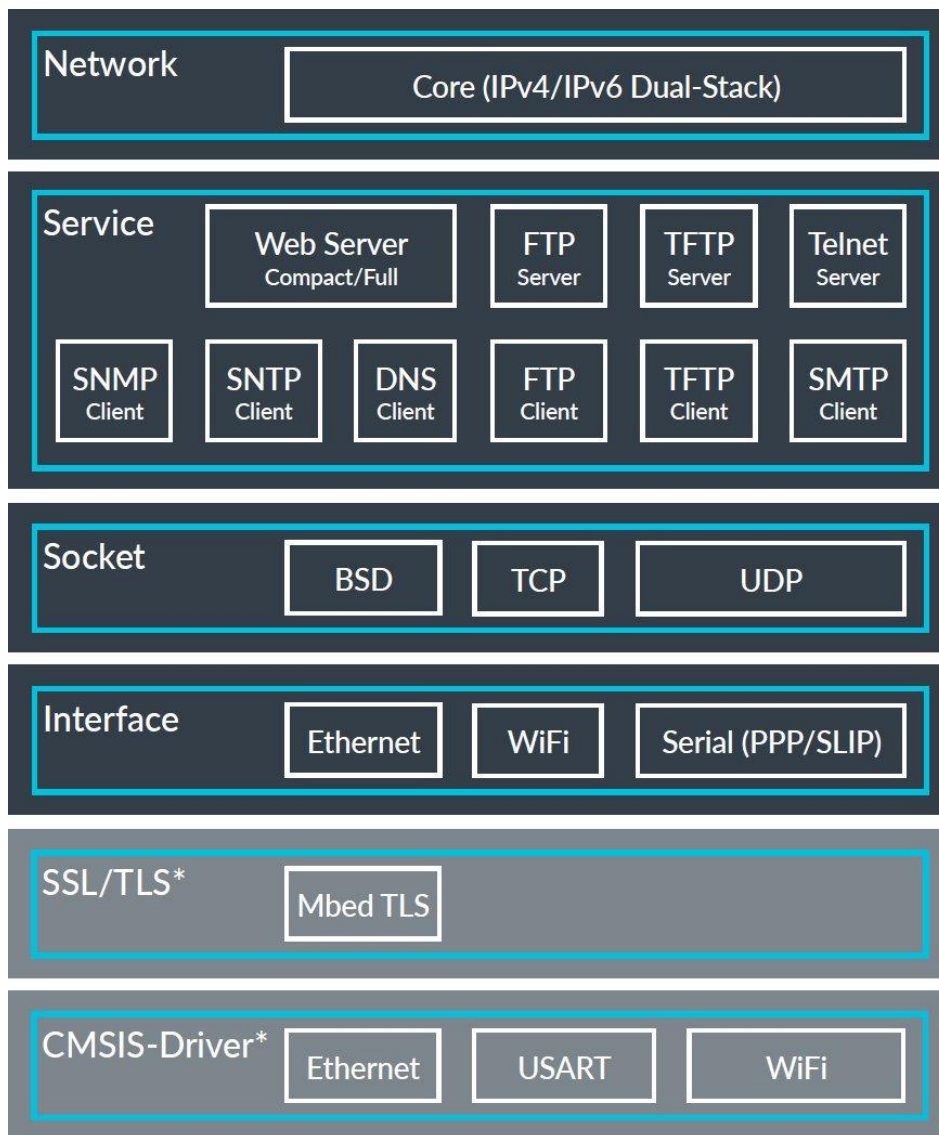 Network
Core (IPv4/IPv6 Dual-Stack)
Service
Web Server
Compact/Full
FTP
Server
TFTP
Server
Telnet
Server
SNMP
Client
SNTP
Client
DNS
Client
FTP
Client
TFTP
Client
SMTP
Client
Socket
BSD
TCP
UDP
Interface
Ethernet
WiFi
Serial (PPP/SLIP)
SSL/TLS*
Mbed TLS
CMSIS-Driver*
Ethernet
USART
WiFi